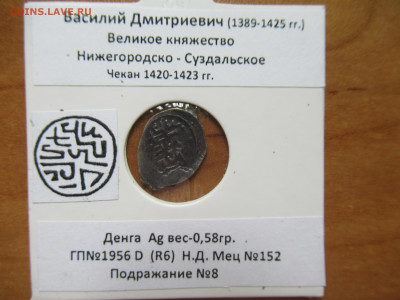 COINS.LAVE.RU
Василий Дмитриевич (1389-1425 гг.)
Великое княжество
Нижегородско - Суздальское
Чекан 1420-1423 гг.
Денга Ag вес-0,58гр.
ГП№1956 D (R6) Н.Д. Мец №152
Подражание №8